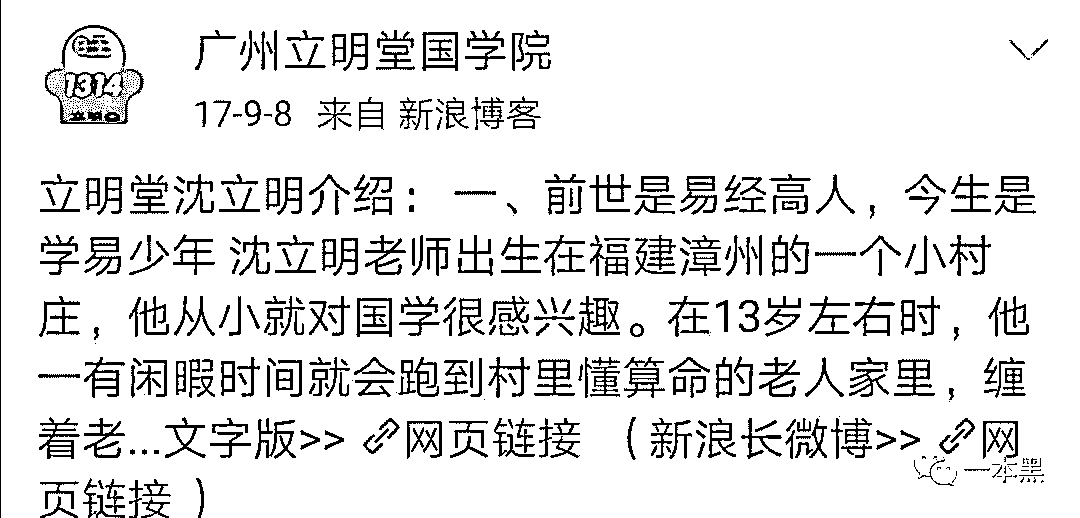 广州立明堂国学院
1314
17-9-8 来自 新浪博客
立明堂沈立明介绍： 一、前世是易经高人，今生是
学易少年 沈立明老师出生在福建漳州的一个小村
庄，他从小就对国学很感兴趣。在13岁左右时，他
一有闲暇时间就会跑到村里懂算命的老人家里，缠
着老...文字版>> 网页链接 （新浪长微博>> 网
页链接 ）
一本黑